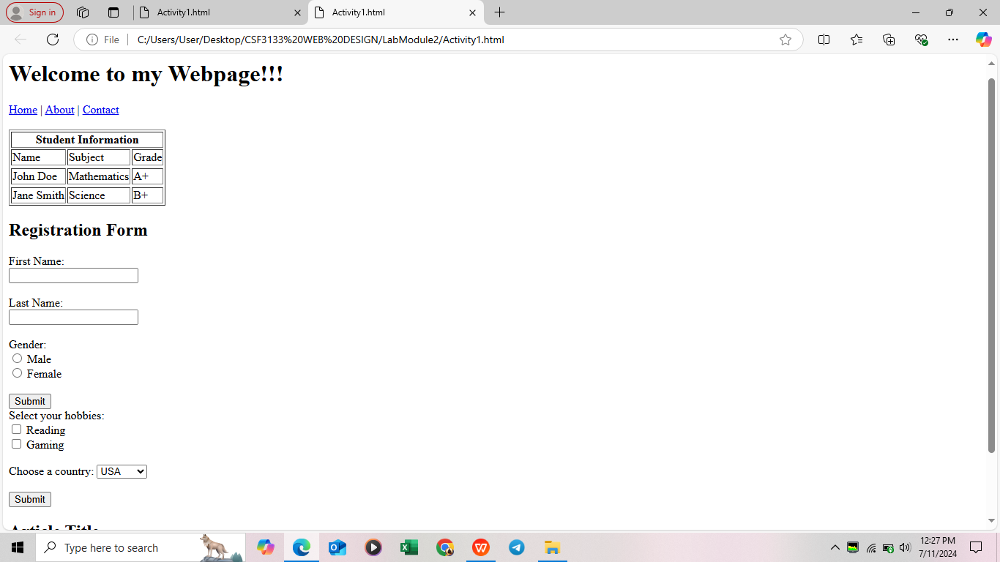 Sign in
Activity1.html
Activity1.html
File
C:/Users/User/Desktop/CSF3133%20WEB%20DESIGN/LabModule2/Activity1.html
Welcome to my Webpage!!!
Home | About | Contact
Student Information
Name Subject Grade
John Doe Mathematics A+
Jane Smith Science B+
Registration Form
First Name:
Last Name:
Gender:
Male
Female
Submit
Select your hobbies:
Reading
Gaming
Choose a country: USA
Submit
Article Title
Type here to search
12:27 PM
7/11/2024